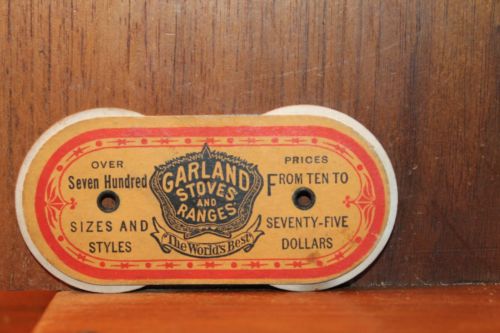 OVER
Seven Hundred
SIZES AND
STYLES
GARLAND
STOVES
AND
RANGES
"The World's Best"
PRICES
FROM TEN TO
SEVENTY-FIVE
DOLLARS